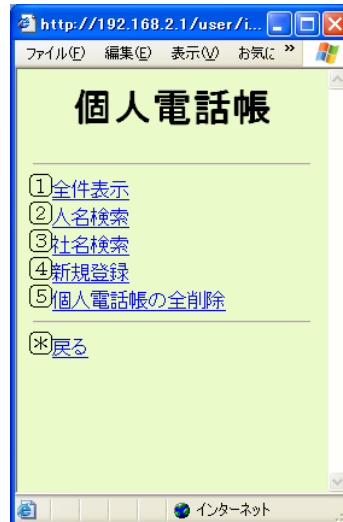 http://192.168.2.1/user/i...
ファイル(F) 編集(E) 表示(V) お気に »
個人電話帳
1全件表示
2人名検索
3社名検索
4新規登録
5個人電話帳の全削除
*戻る
インターネット